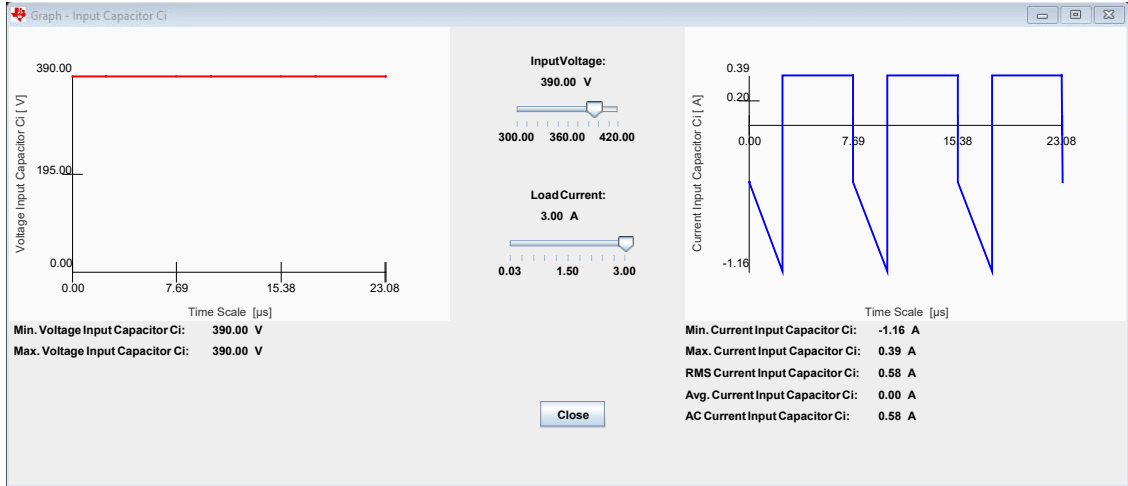 Graph - Input Capacitor Ci
390.00
195.00
0.00
Voltage Input Capacitor Ci [ V]
0.00 7.69 15.38 23.08
Time Scale [µs]
Min. Voltage Input Capacitor Ci: 390.00 V
Max. Voltage Input Capacitor Ci: 390.00 V
Input Voltage:
390.00 V
300.00 360.00 420.00
Load Current:
3.00 A
0.03 1.50 3.00
Close
0.39
0.20
-1.16
Current Input Capacitor Ci [ A]
0.00 7.69 15.38 23.08
Time Scale [µs]
Min. Current Input Capacitor Ci: -1.16 A
Max. Current Input Capacitor Ci: 0.39 A
RMS Current Input Capacitor Ci: 0.58 A
Avg. Current Input Capacitor Ci: 0.00 A
AC Current Input Capacitor Ci: 0.58 A